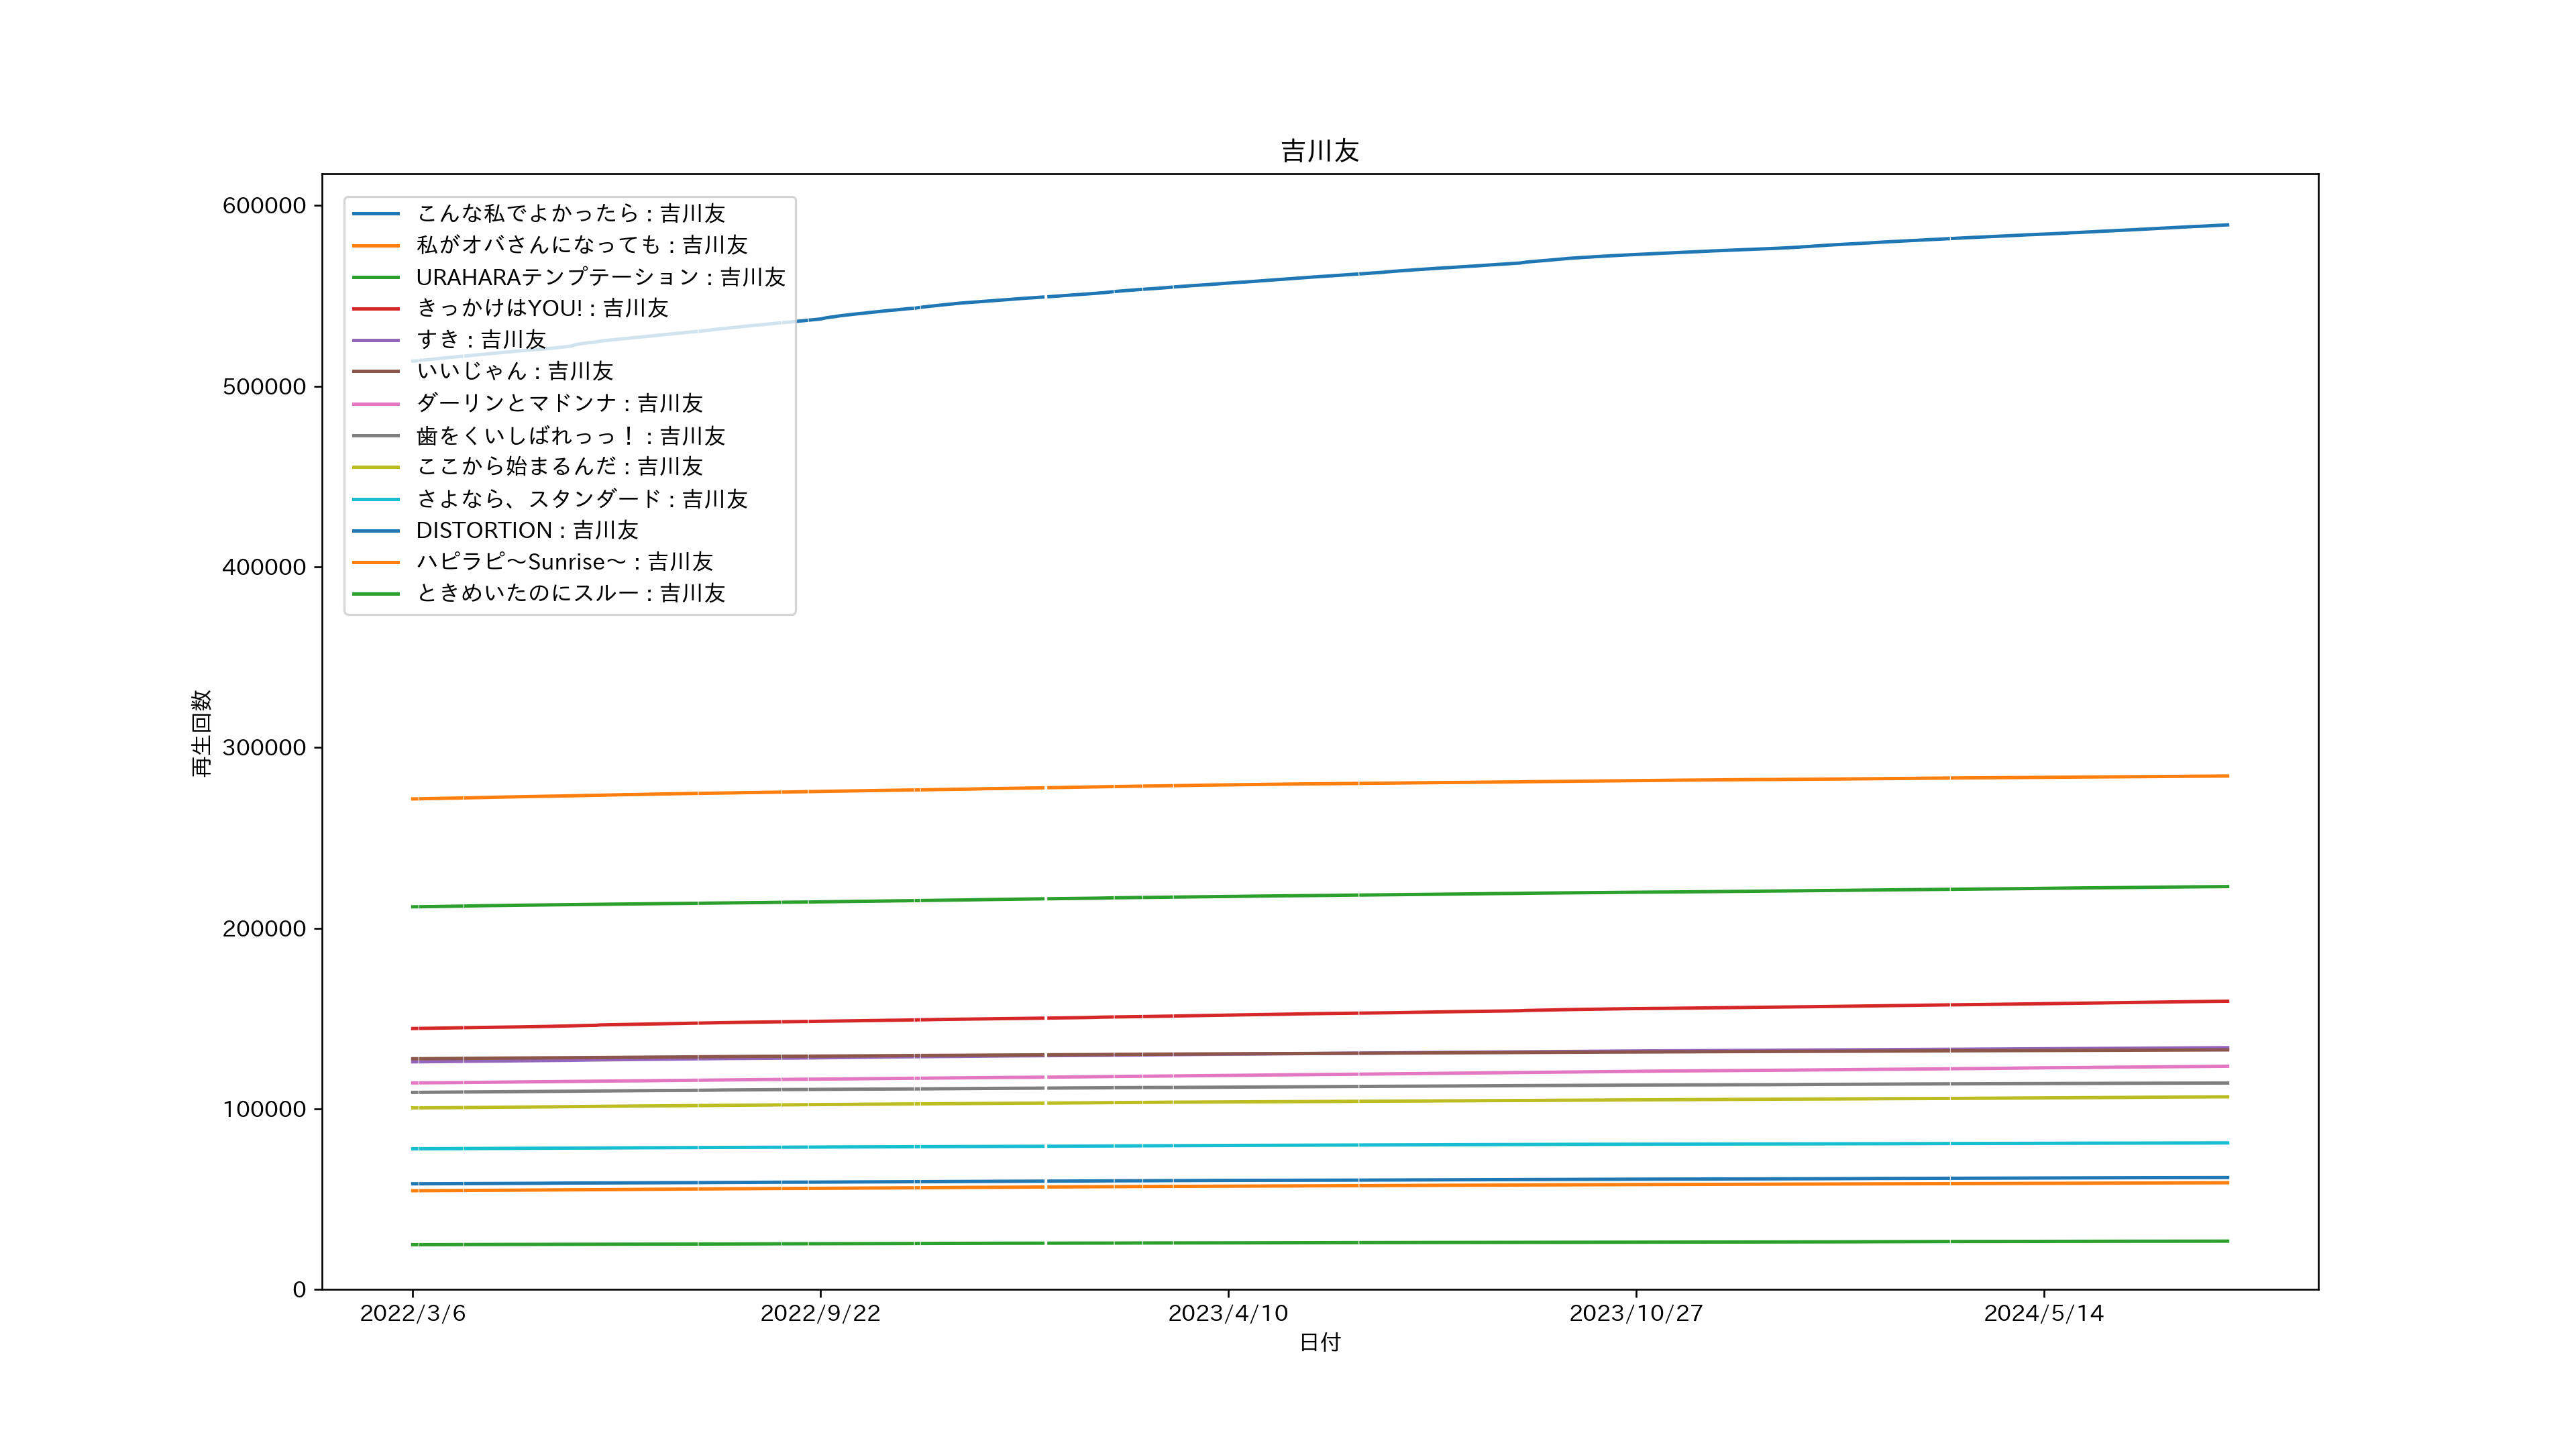 吉川友
600000
500000
400000
300000
200000
100000
0
再生回数
こんな私でよかったら : 吉川友
私がオバさんになっても : 吉川友
URAHARAテンプテーション : 吉川友
きっかけはYOU! : 吉川友
すき : 吉川友
いいじゃん : 吉川友
ダーリンとマドンナ : 吉川友
歯をくいしばれっっ！ : 吉川友
ここから始まるんだ : 吉川友
さよなら、スタンダード : 吉川友
DISTORTION : 吉川友
ハピラピ～Sunrise～ : 吉川友
ときめいたのにスルー : 吉川友
2022/3/6 2022/9/22 2023/4/10 2023/10/27 2024/5/14
日付